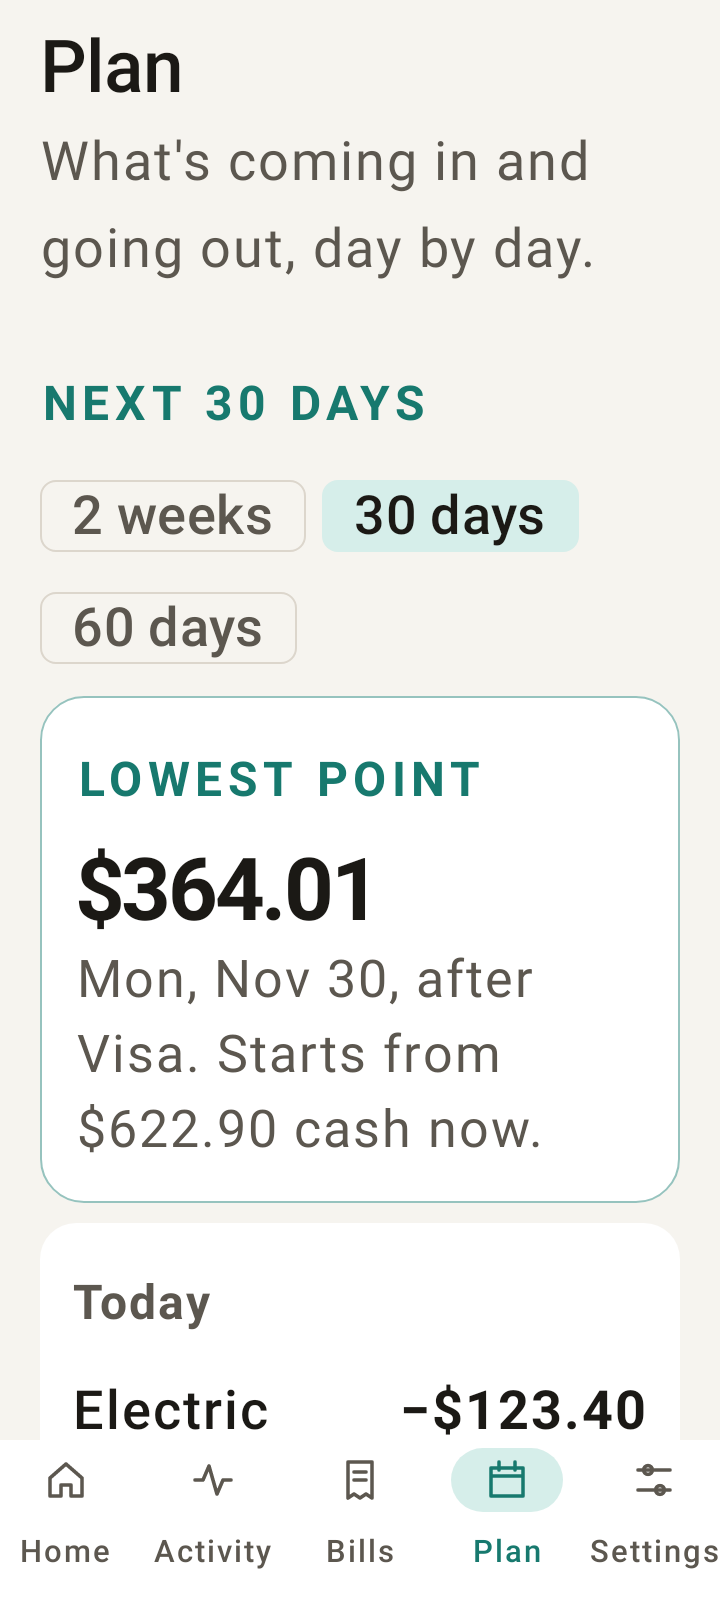 Plan
What's coming in and
going out, day by day.
NEXT 30 DAYS
2 weeks
30 days
60 days
LOWEST POINT
$364.01
Mon, Nov 30, after
Visa. Starts from
$622.90 cash now.
Today
Electric −$123.40
Home Activity Bills Plan Settings